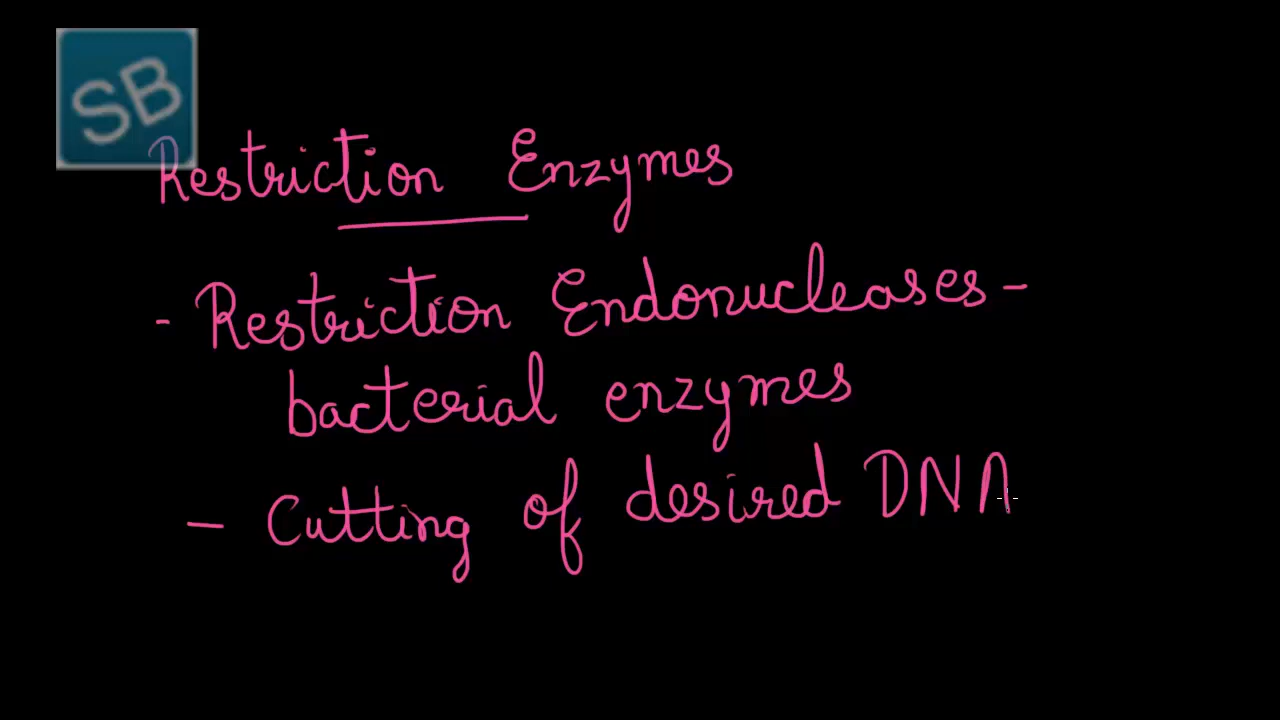 SB
Restriction Enzymes
- Restriction Endonucleases -
bacterial enzymes
- Cutting of desired DNA